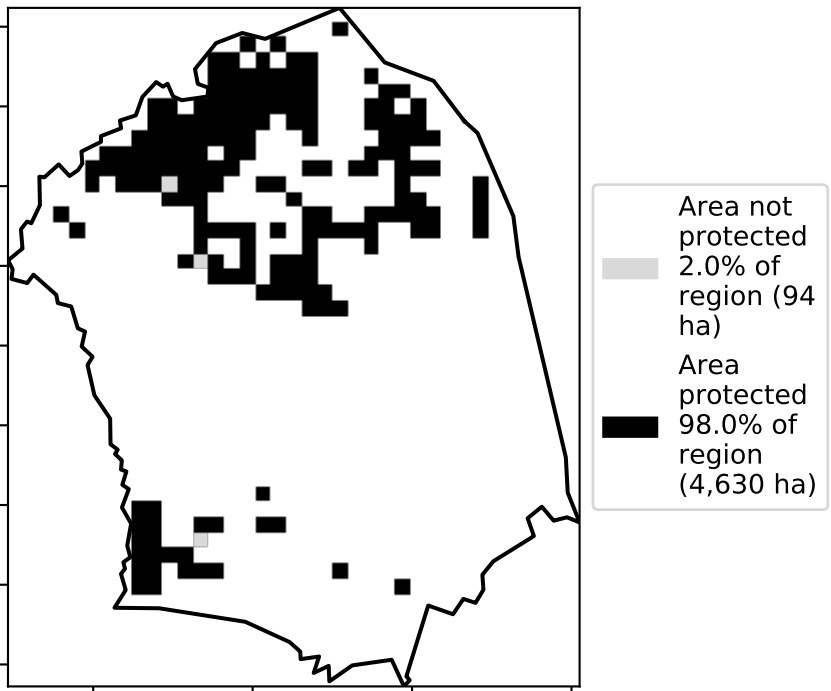 Area not
protected
2.0% of
region (94
ha)
Area
protected
98.0% of
region
(4,630 ha)